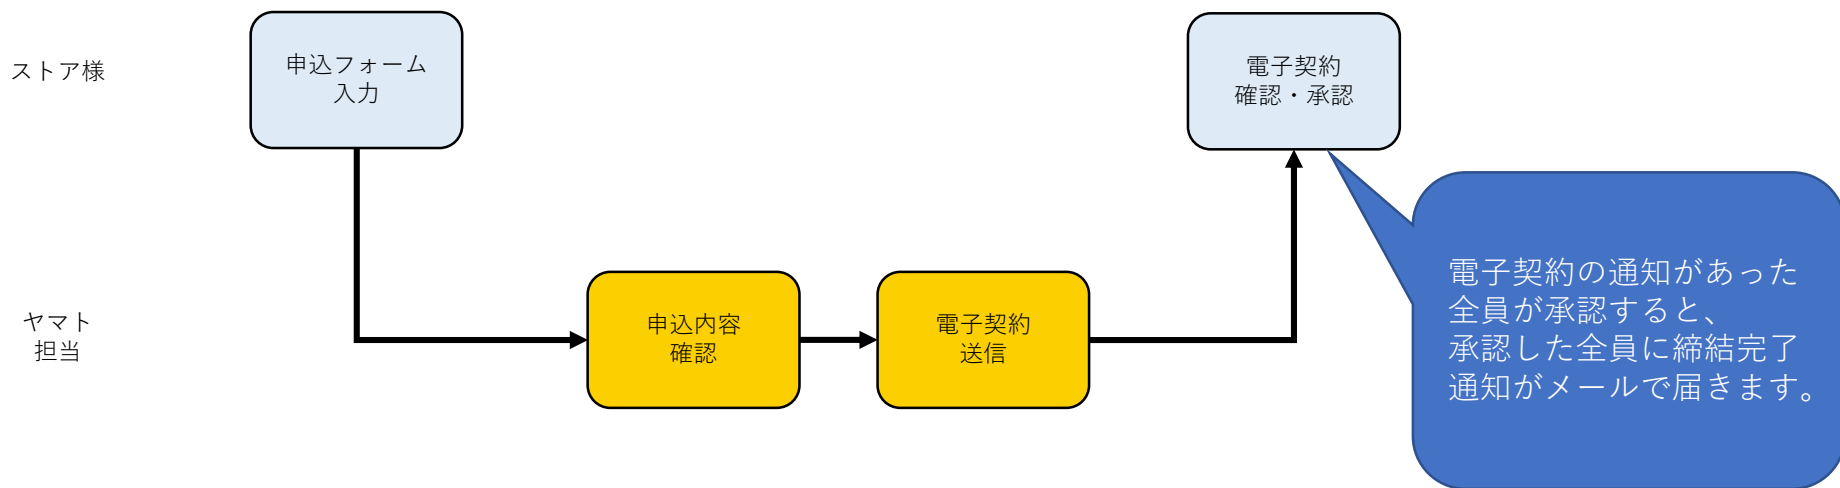 ストア様
申込フォーム
入力
電子契約
確認・承認
ヤマト
担当
申込内容
確認
電子契約
送信
電子契約の通知があった
全員が承認すると、
承認した全員に締結完了
通知がメールで届きます。